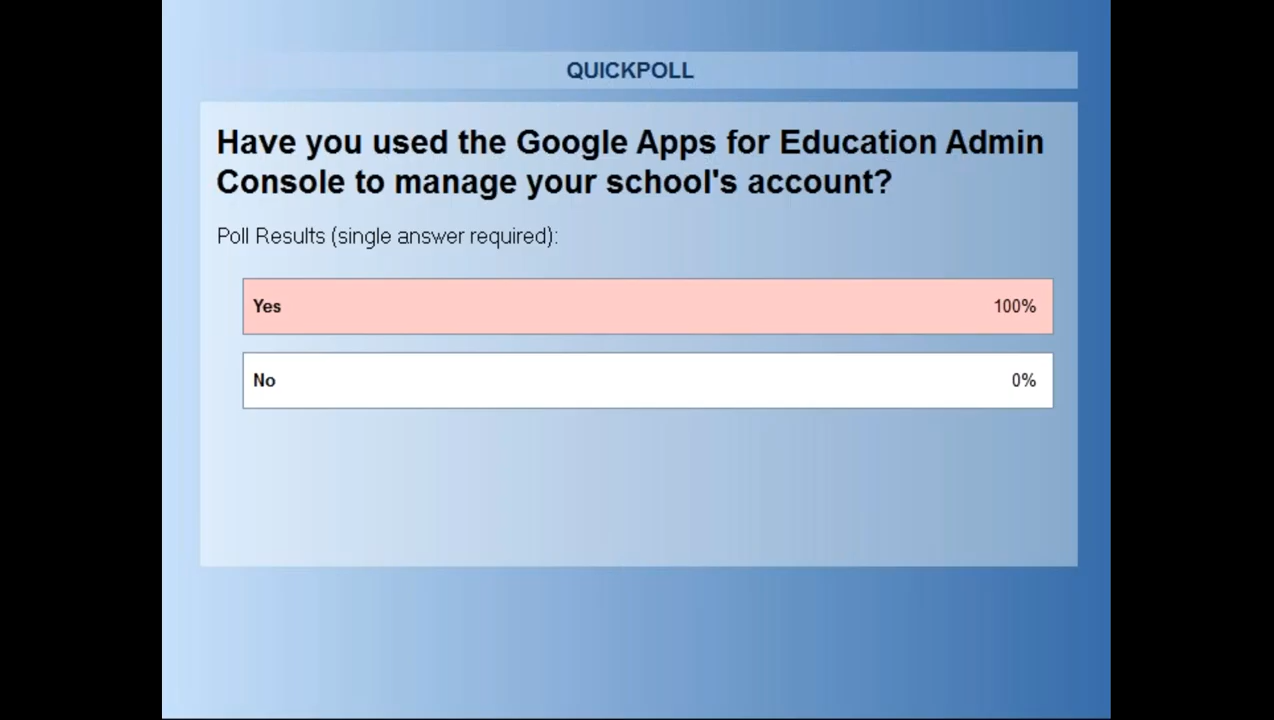 QUICKPOLL
Have you used the Google Apps for Education Admin
Console to manage your school's account?
Poll Results (single answer required):
Yes 100%
No 0%